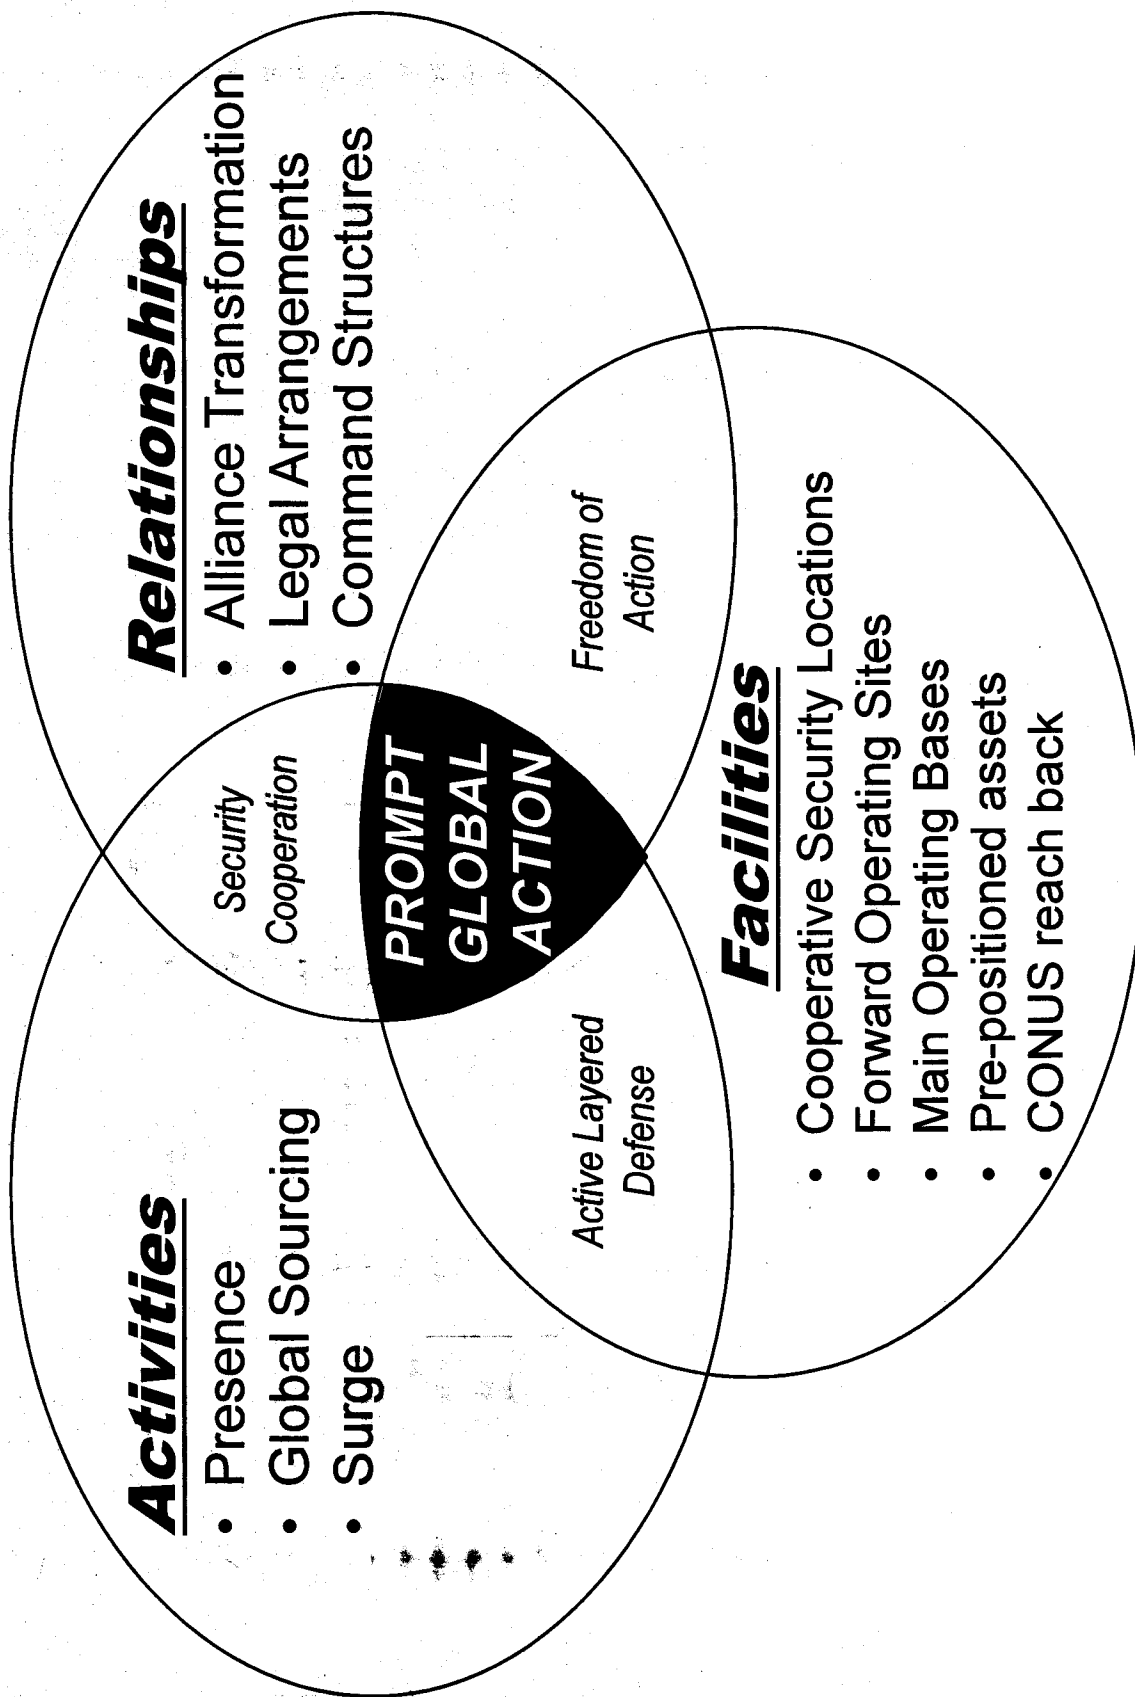 Activities
• Presence
• Global Sourcing
• Surge
Relationships
• Alliance Transformation
• Legal Arrangements
• Command Structures
Security
Cooperation
PROMPT
GLOBAL
ACTION
Active Layered
Defense
Freedom of
Action
Facilities
• Cooperative Security Locations
• Forward Operating Sites
• Main Operating Bases
• Pre-positioned assets
• CONUS reach back